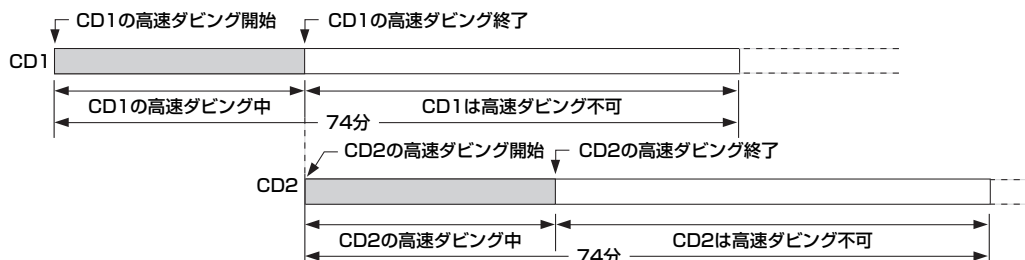 CD1の高速ダビング開始
CD1の高速ダビング終了
CD1
CD1の高速ダビング中
CD1は高速ダビング不可
74分
CD2の高速ダビング開始
CD2の高速ダビング終了
CD2
CD2の高速ダビング中
CD2は高速ダビング不可
74分